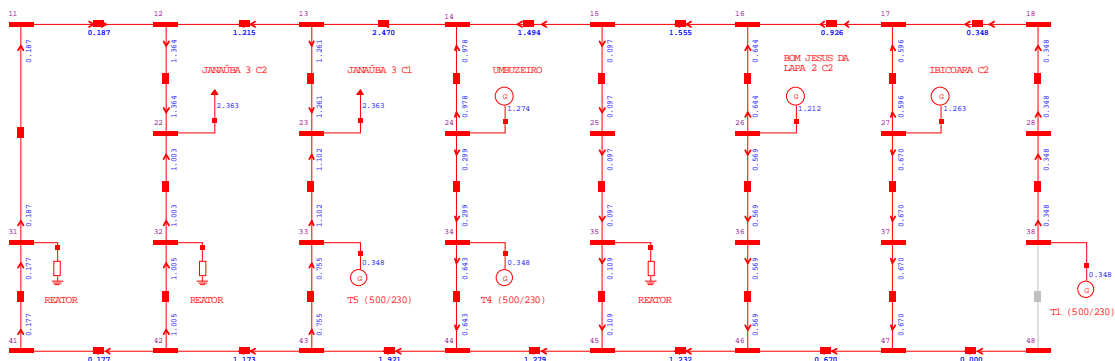 11 12 13 14 15 16 17 18
0.187 1.215 2.470 1.494 1.555 0.926 0.348
0.187 1.364 1.261 0.978 0.097 0.644 0.596 0.348
JANAÚBA 3 C2 JANAÚBA 3 C1 UMBUZEIRO BOM JESUS DA
LAPA 2 C2 IBICOARA C2
G G G
2.363 2.363 1.274 1.212 1.263
1.364 1.261 0.978 0.097 0.644 0.596 0.348
22 23 24 25 26 27 28
1.003 1.102 0.299 0.097 0.569 0.670 0.348
0.187 1.003 1.102 0.299 0.097 0.569 0.670 0.348
31 32 33 34 35 36 37 38
0.348 0.348 0.348
0.177 1.005 0.755 0.643 0.109 0.569 0.670
G G G
REATOR REATOR T5 (500/230) T4 (500/230) REATOR T1 (500/230)
0.177 1.005 0.755 0.643 0.109 0.569 0.670
41 42 43 44 45 46 47 48
0.177 1.173 1.921 1.279 1.232 0.670 0.000